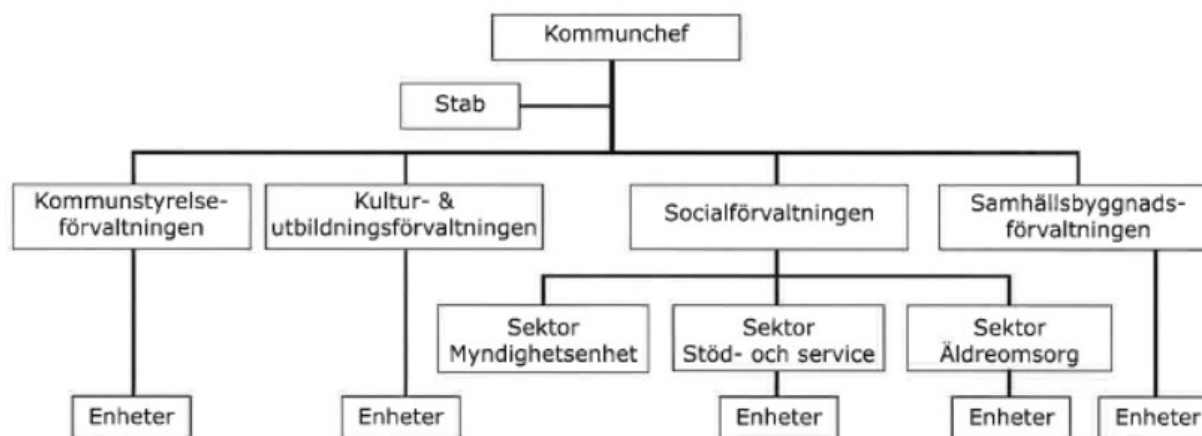 Kommunchef
Stab
Kommunstyrelse-
förvaltningen
Kultur- &
utbildningsförvaltningen
Socialförvaltningen
Samhällsbyggnads-
förvaltningen
Sektor
Myndighetsenhet
Sektor
Stöd- och service
Sektor
Äldreomsorg
Enheter
Enheter
Enheter
Enheter
Enheter